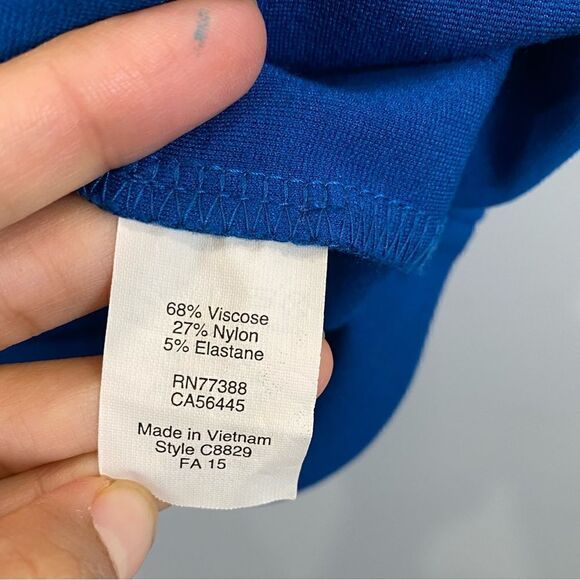 68% Viscose
27% Nylon
5% Elastane
RN77388
CA56445
Made in Vietnam
Style C8829
FA 15